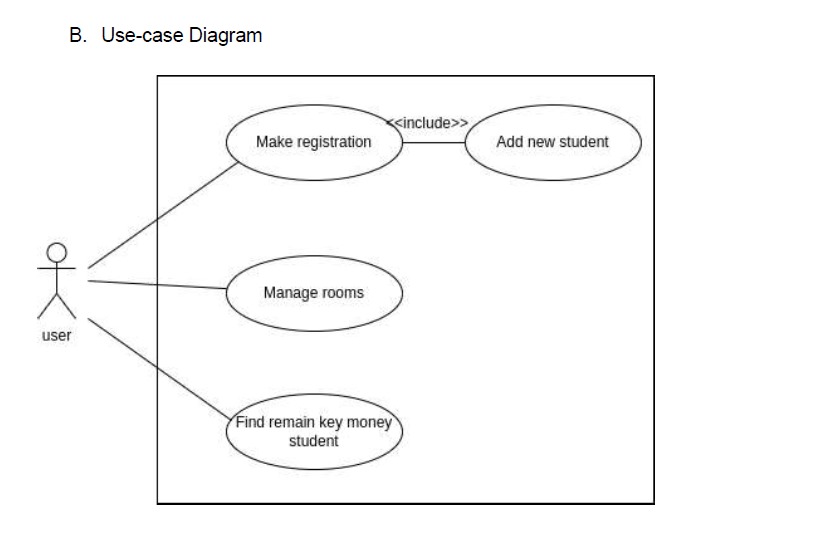 B. Use-case Diagram
<<include>>
Make registration
Add new student
Manage rooms
user
Find remain key money
student